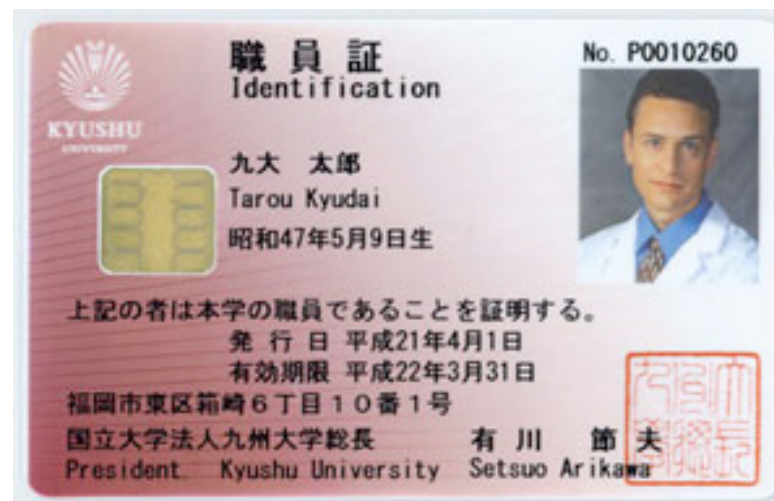 職員証
Identification
No. P0010260
KYUSHU
UNIVERSITY
九大 太郎
Tarou Kyudai
昭和47年5月9日生
上記の者は本学の職員であることを証明する。
発行日 平成21年4月1日
有効期限 平成22年3月31日
福岡市東区箱崎6丁目10番1号
国立大学法人九州大学総長 有川 節夫
President Kyushu University Setsuo Arikawa